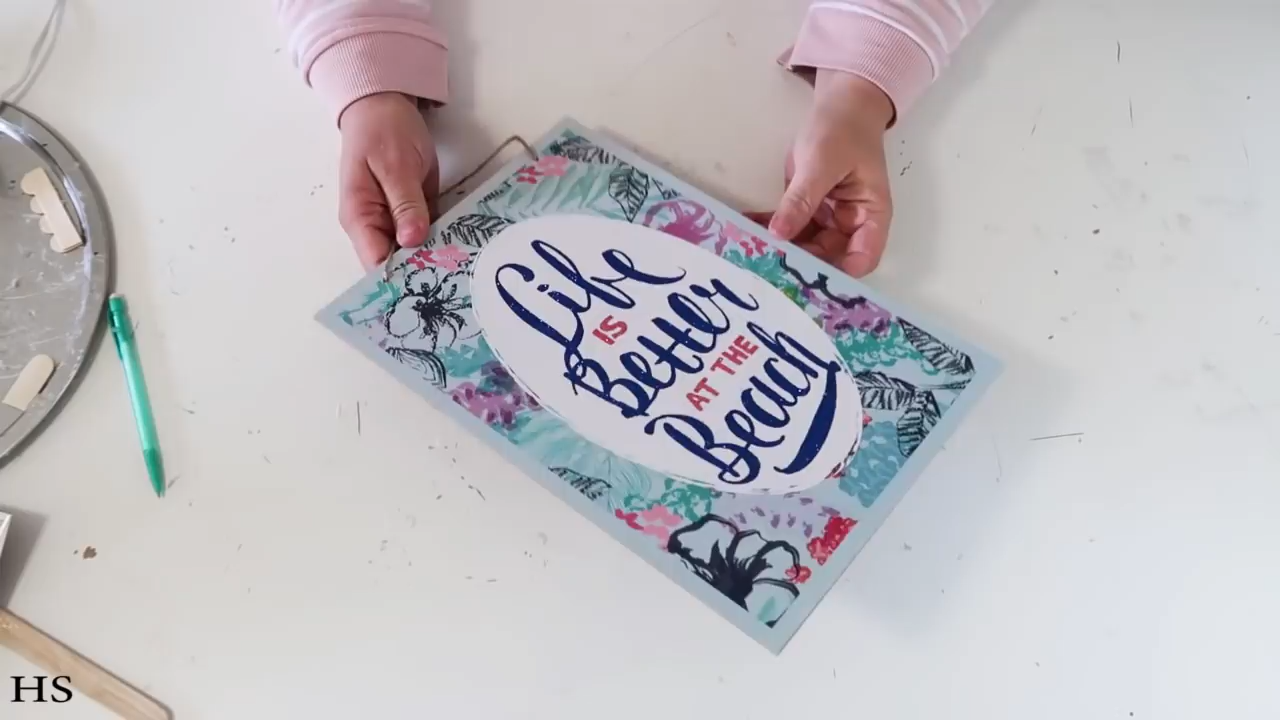 Life
IS
Better
AT THE
Beach
HS